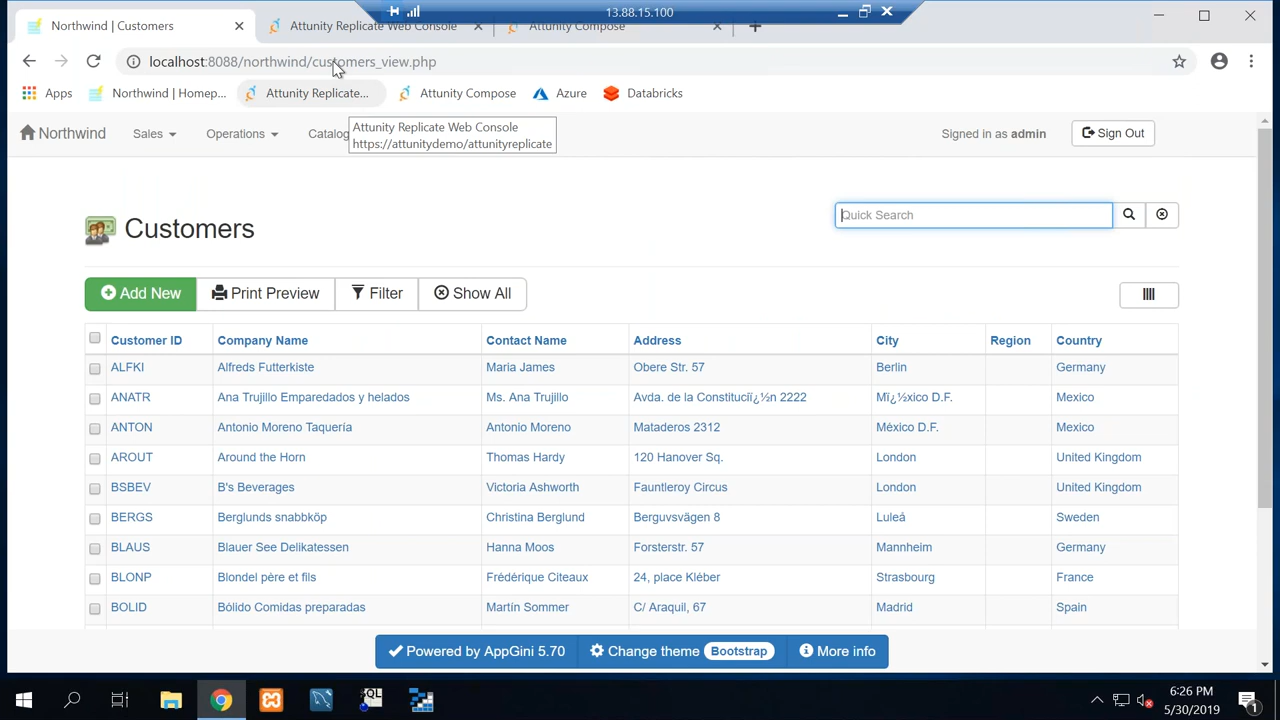 13.88.15.100
Northwind | Customers
Attunity Replicate Web Console
Attunity Compose
localhost:8088/northwind/customers_view.php
Apps
Northwind | Homep...
Attunity Replicate...
Attunity Compose
Azure
Databricks
Attunity Replicate Web Console
https://attunitydemo/attunityreplicate
Northwind Sales Operations Catalog Signed in as admin Sign Out
Quick Search
Customers
Add New Print Preview Filter Show All
Customer ID Company Name Contact Name Address City Region Country
ALFKI Alfreds Futterkiste Maria James Obere Str. 57 Berlin Germany
ANATR Ana Trujillo Emparedados y helados Ms. Ana Trujillo Avda. de la Constituciï¿½n 2222 Mï¿½xico D.F. Mexico
ANTON Antonio Moreno Taquería Antonio Moreno Mataderos 2312 México D.F. Mexico
AROUT Around the Horn Thomas Hardy 120 Hanover Sq. London United Kingdom
BSBEV B's Beverages Victoria Ashworth Fauntleroy Circus London United Kingdom
BERGS Berglunds snabbköp Christina Berglund Berguvsvägen 8 Luleå Sweden
BLAUS Blauer See Delikatessen Hanna Moos Forsterstr. 57 Mannheim Germany
BLONP Blondel père et fils Frédérique Citeaux 24, place Kléber Strasbourg France
BOLID Bólido Comidas preparadas Martín Sommer C/ Araquil, 67 Madrid Spain
Powered by AppGini 5.70 Change theme Bootstrap More info
6:26 PM
5/30/2019
1